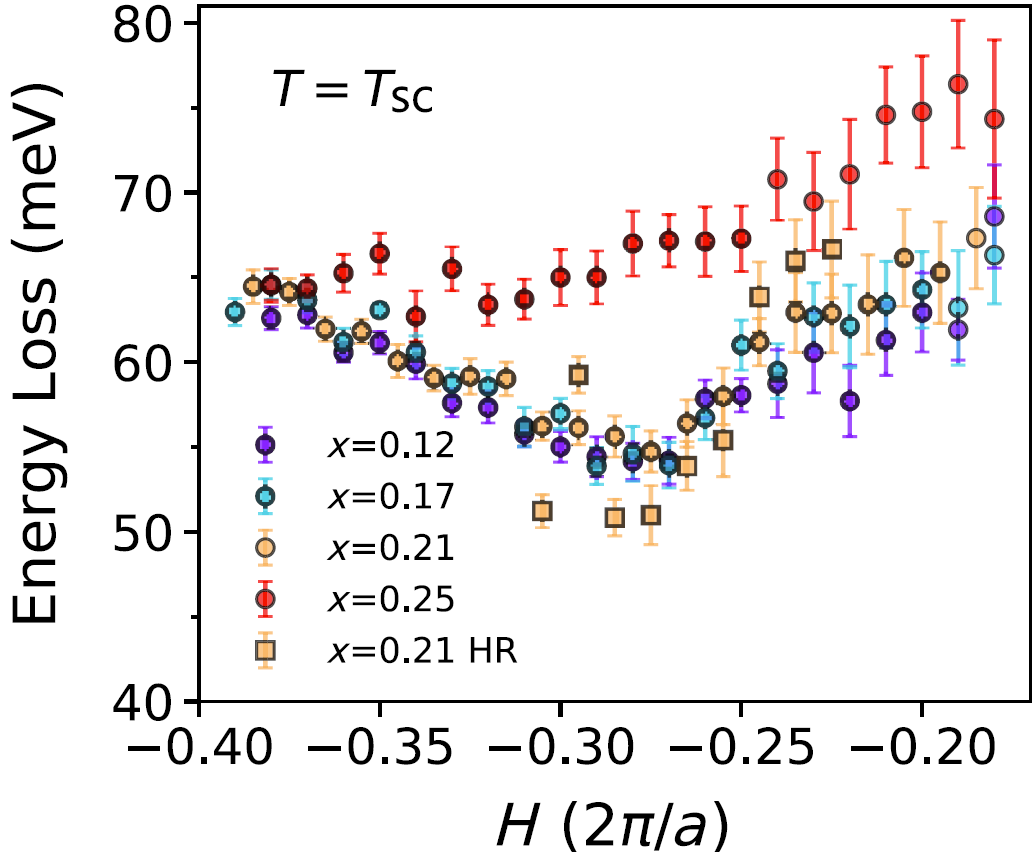 80
70
60
50
40
Energy Loss (meV)
T = TSC
x=0.12
x=0.17
x=0.21
x=0.25
x=0.21 HR
−0.40 −0.35 −0.30 −0.25 −0.20
H (2π/a)